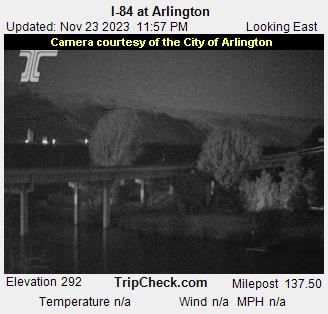 I-84 at Arlington
Updated: Nov 23 2023 11:57 PM Looking East
Camera courtesy of the City of Arlington
Elevation 292 TripCheck.com Milepost 137.50
Temperature n/a Wind n/a MPH n/a